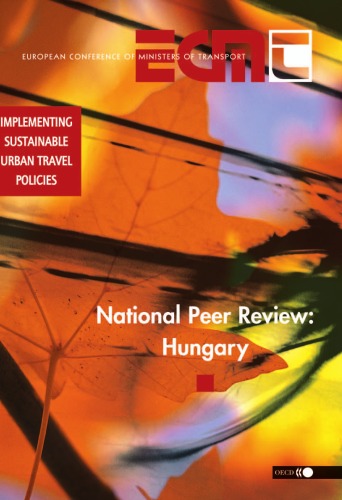 ECMT
EUROPEAN CONFERENCE OF MINISTERS OF TRANSPORT
IMPLEMENTING
SUSTAINABLE
URBAN TRAVEL
POLICIES
National Peer Review:
Hungary
OECD